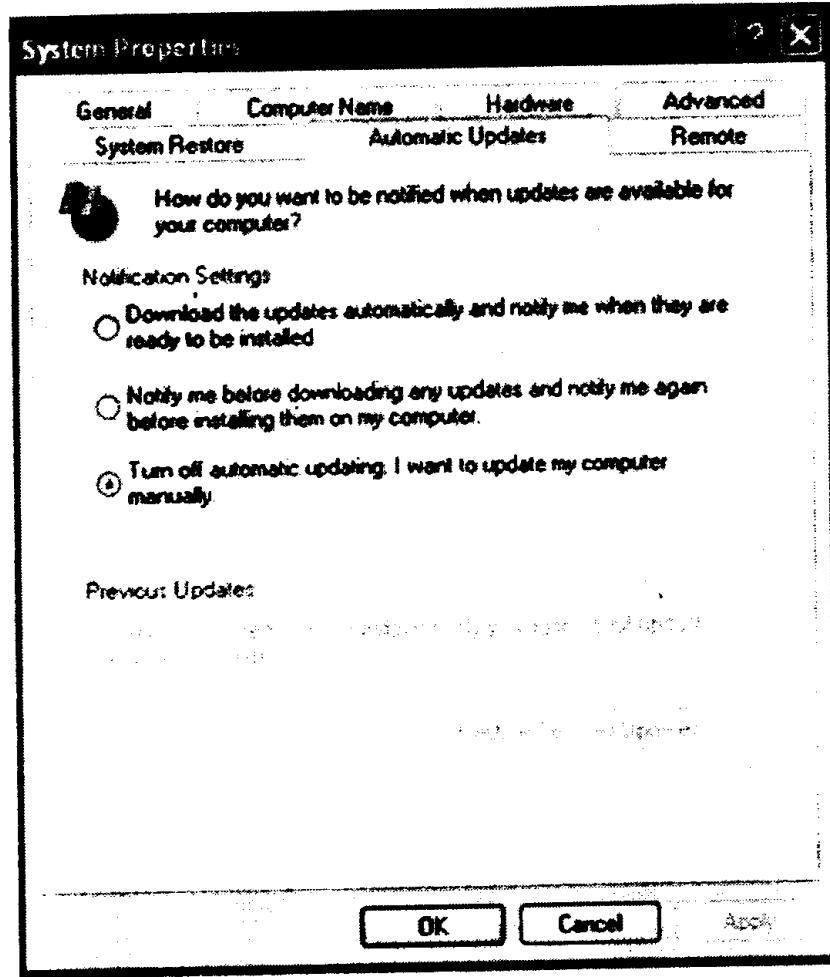 System Properties
General Computer Name Hardware Advanced
System Restore Automatic Updates Remote
How do you want to be notified when updates are available for
your computer?
Notification Settings
Download the updates automatically and notify me when they are
ready to be installed
Notify me before downloading any updates and notify me again
before installing them on my computer.
Turn off automatic updating. I want to update my computer
manually
Previous Updates
OK Cancel Apply